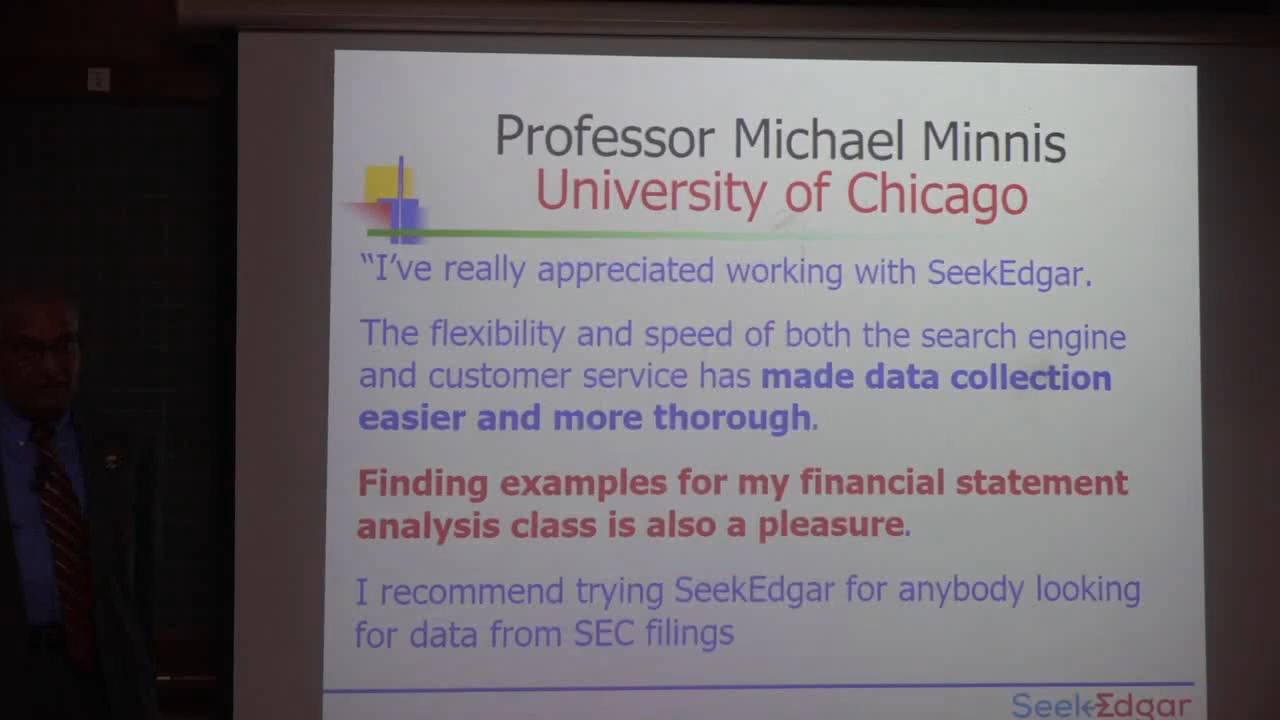 Professor Michael Minnis
University of Chicago
“I’ve really appreciated working with SeekEdgar.
The flexibility and speed of both the search engine
and customer service has made data collection
easier and more thorough.
Finding examples for my financial statement
analysis class is also a pleasure.
I recommend trying SeekEdgar for anybody looking
for data from SEC filings
SeekEdgar